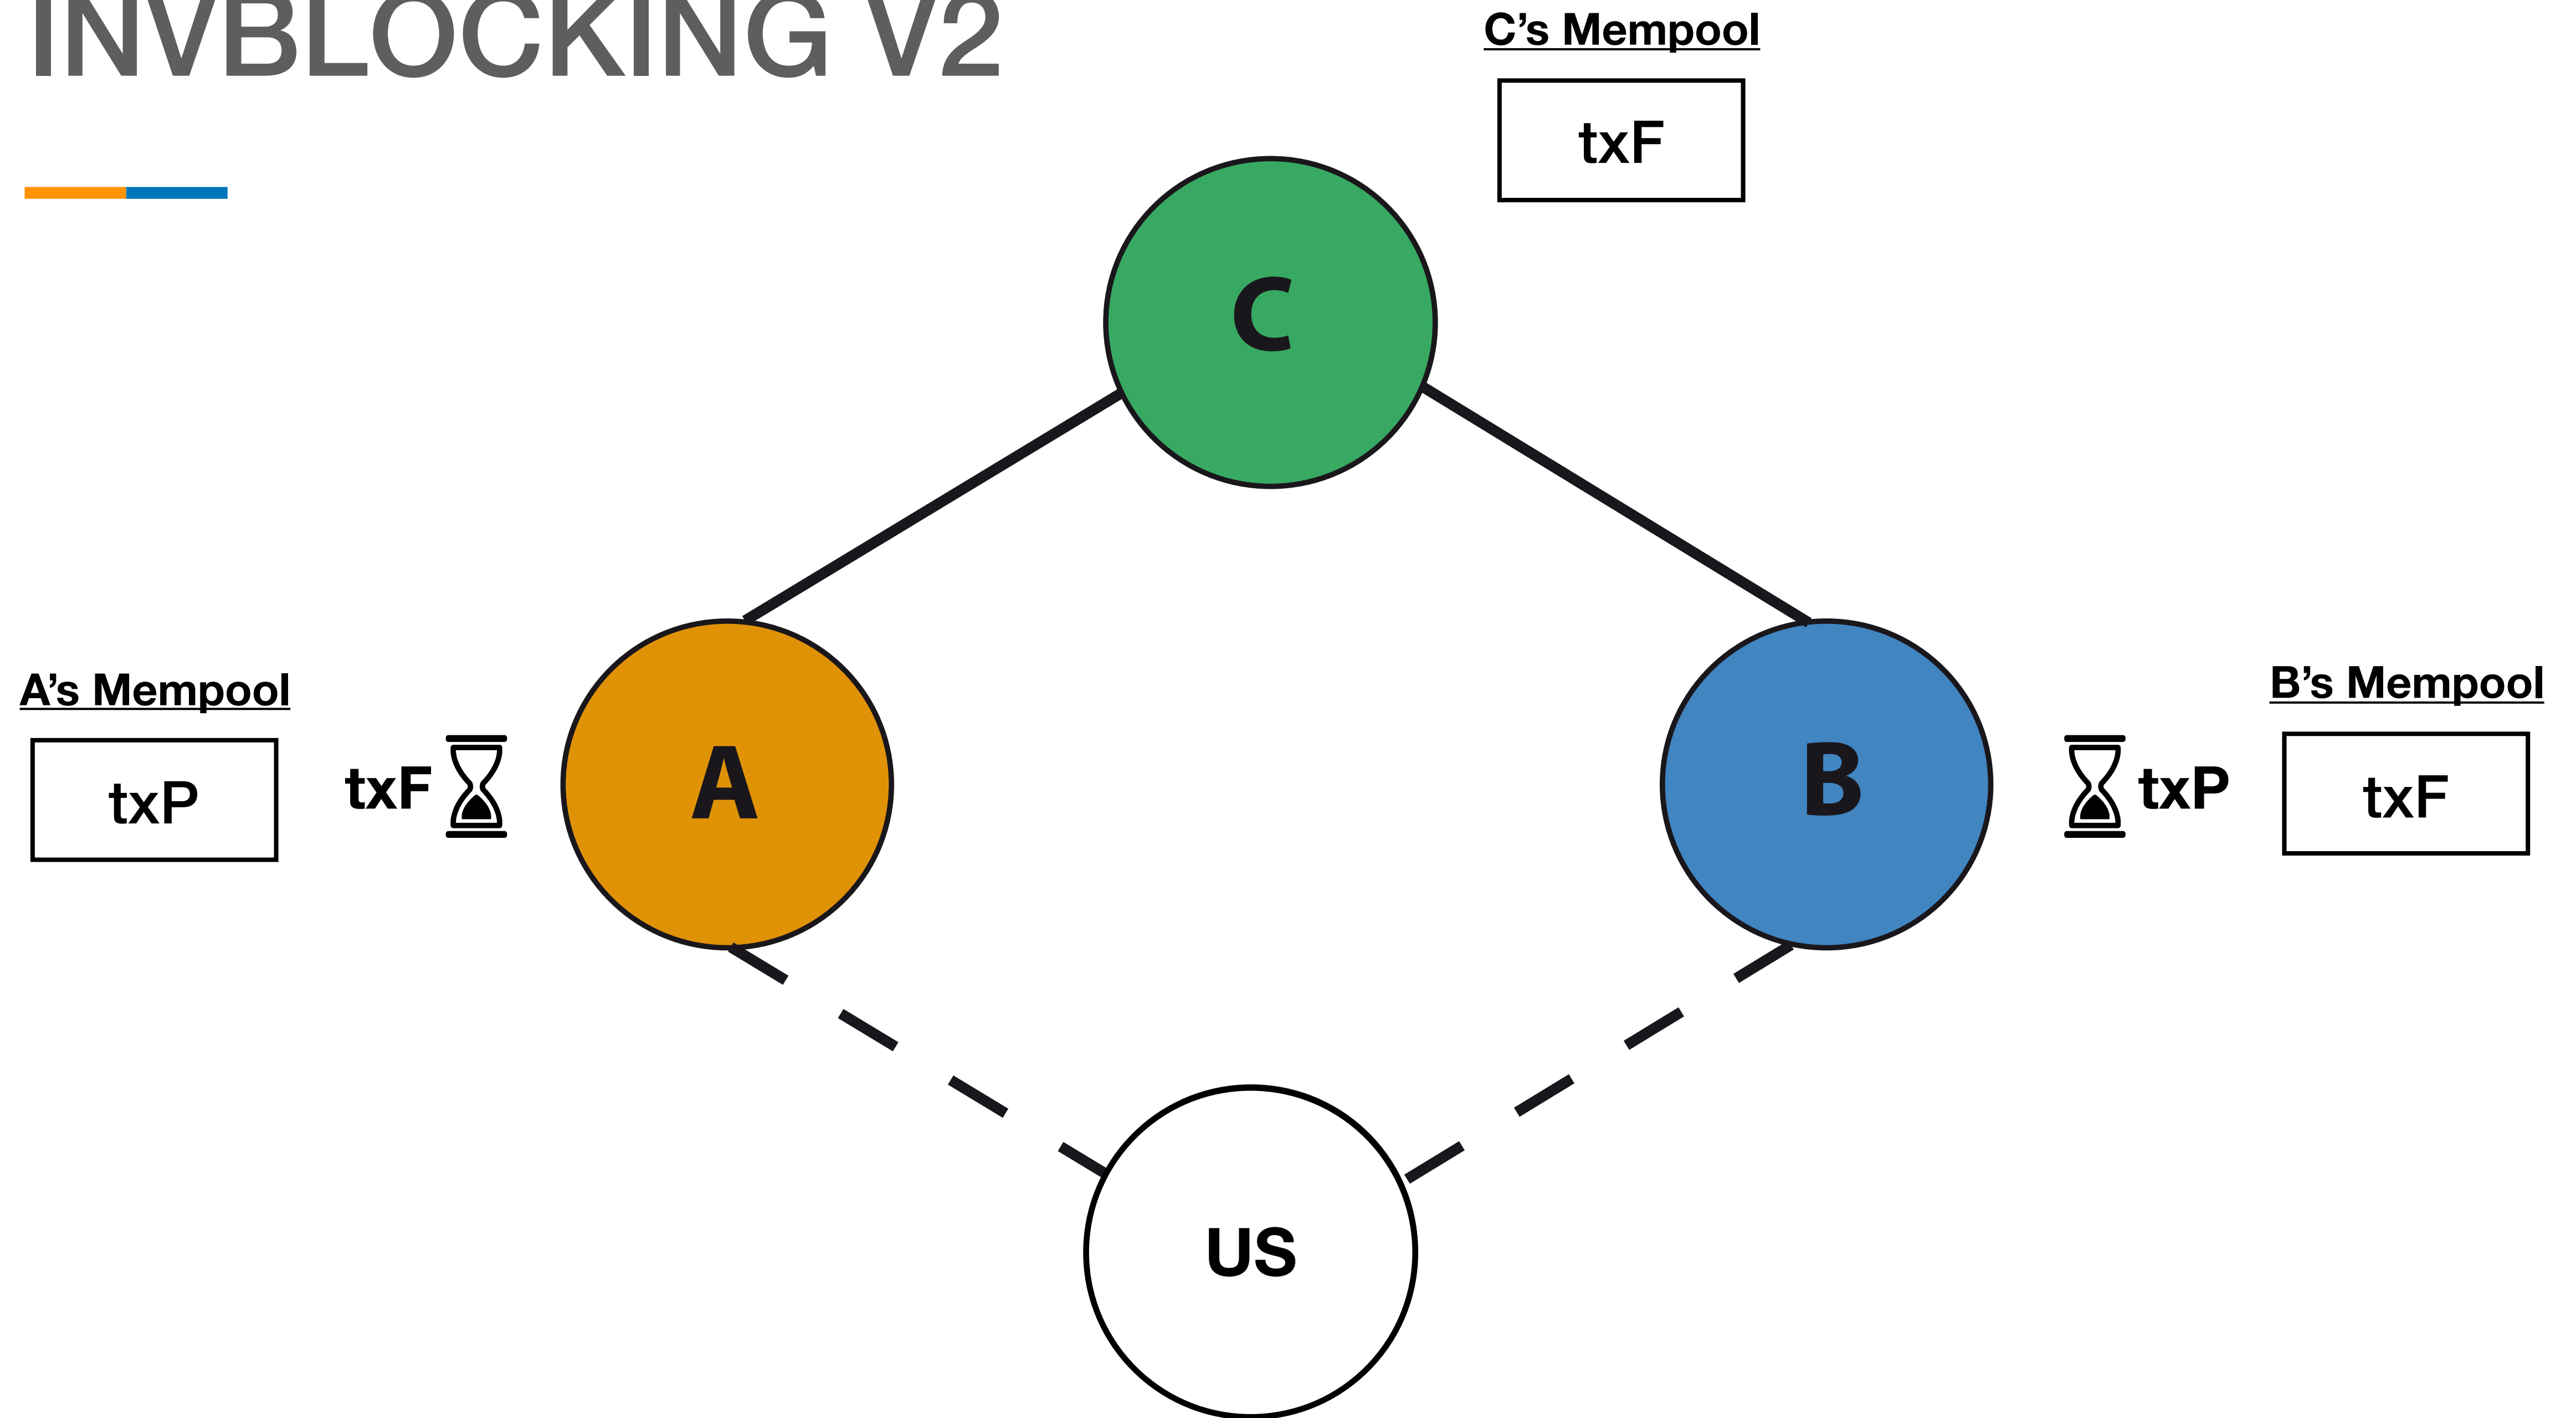 INVBLOCKING V2
C’s Mempool
txF
C
A’s Mempool
txP
txF
A
B
txP
B’s Mempool
txF
US